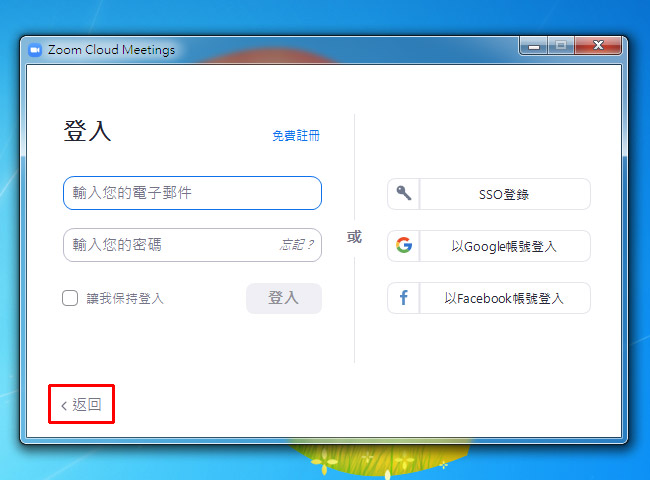 Zoom Cloud Meetings
登入
免費註冊
輸入您的電子郵件
輸入您的密碼
忘記？
讓我保持登入
登入
或
SSO登錄
以Google帳號登入
以Facebook帳號登入
返回